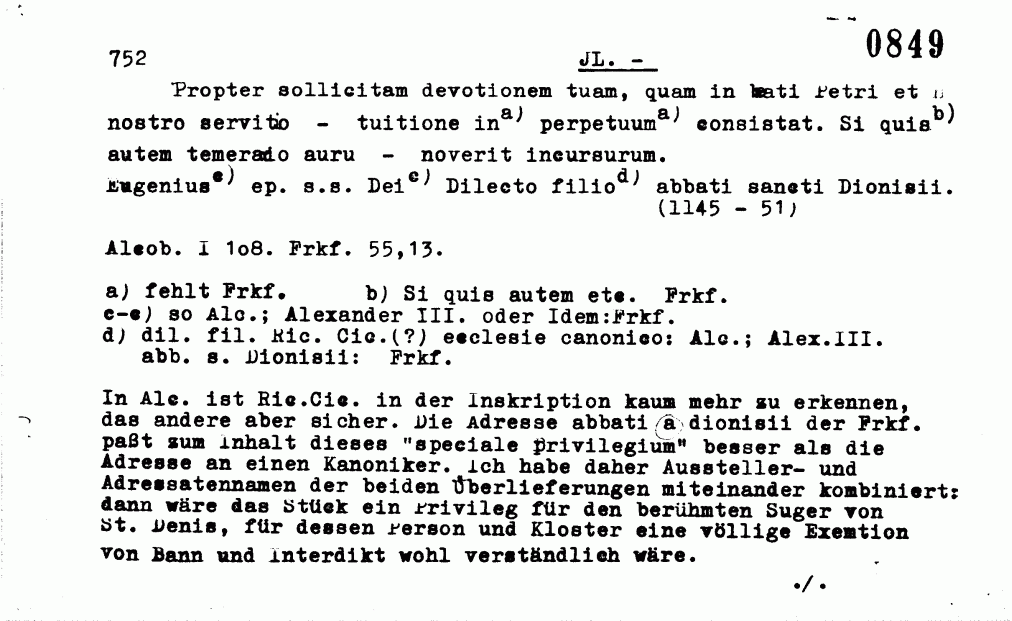 0849
752 JL. -
Propter sollicitam devotionem tuam, quam in beati Petri et
nostro servitio - tuitione in a) perpetuum a) consistat. Si quis b)
autem temerario auru - noverit incursurum.
Eugenius c) ep. s.s. Dei c) Dilecto filio d) abbati sancti Dionisii.
(1145 - 51)
Alcob. I 1o8. Frkf. 55,13.
a) fehlt Frkf. b) Si quis autem etc. Frkf.
c-c) so Alc.; Alexander III. oder Idem:Frkf.
d) dil. fil. Ric. Cic.(?) ecclesie canonico: Alc.; Alex.III.
abb. s. Dionisii: Frkf.
In Alc. ist Ric.Cic. in der Inskription kaum mehr zu erkennen,
das andere aber sicher. Die Adresse abbati (a) dionisii der Frkf.
paßt zum Inhalt dieses "speciale privilegium" besser als die
Adresse an einen Kanoniker. Ich habe daher Aussteller- und
Adressatennamen der beiden Überlieferungen miteinander kombiniert:
dann wäre das Stück ein Privileg für den berühmten Suger von
St. Denis, für dessen Person und Kloster eine völlige Exemtion
von Bann und Interdikt wohl verständlich wäre.
./.